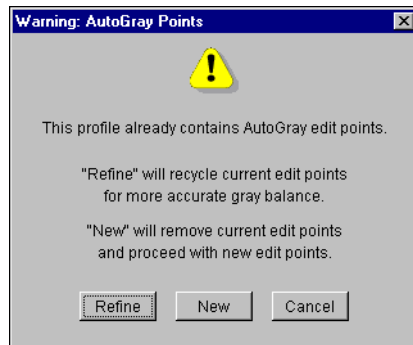 Warning: AutoGray Points
This profile already contains AutoGray edit points.
"Refine" will recycle current edit points
for more accurate gray balance.
"New" will remove current edit points
and proceed with new edit points.
Refine New Cancel